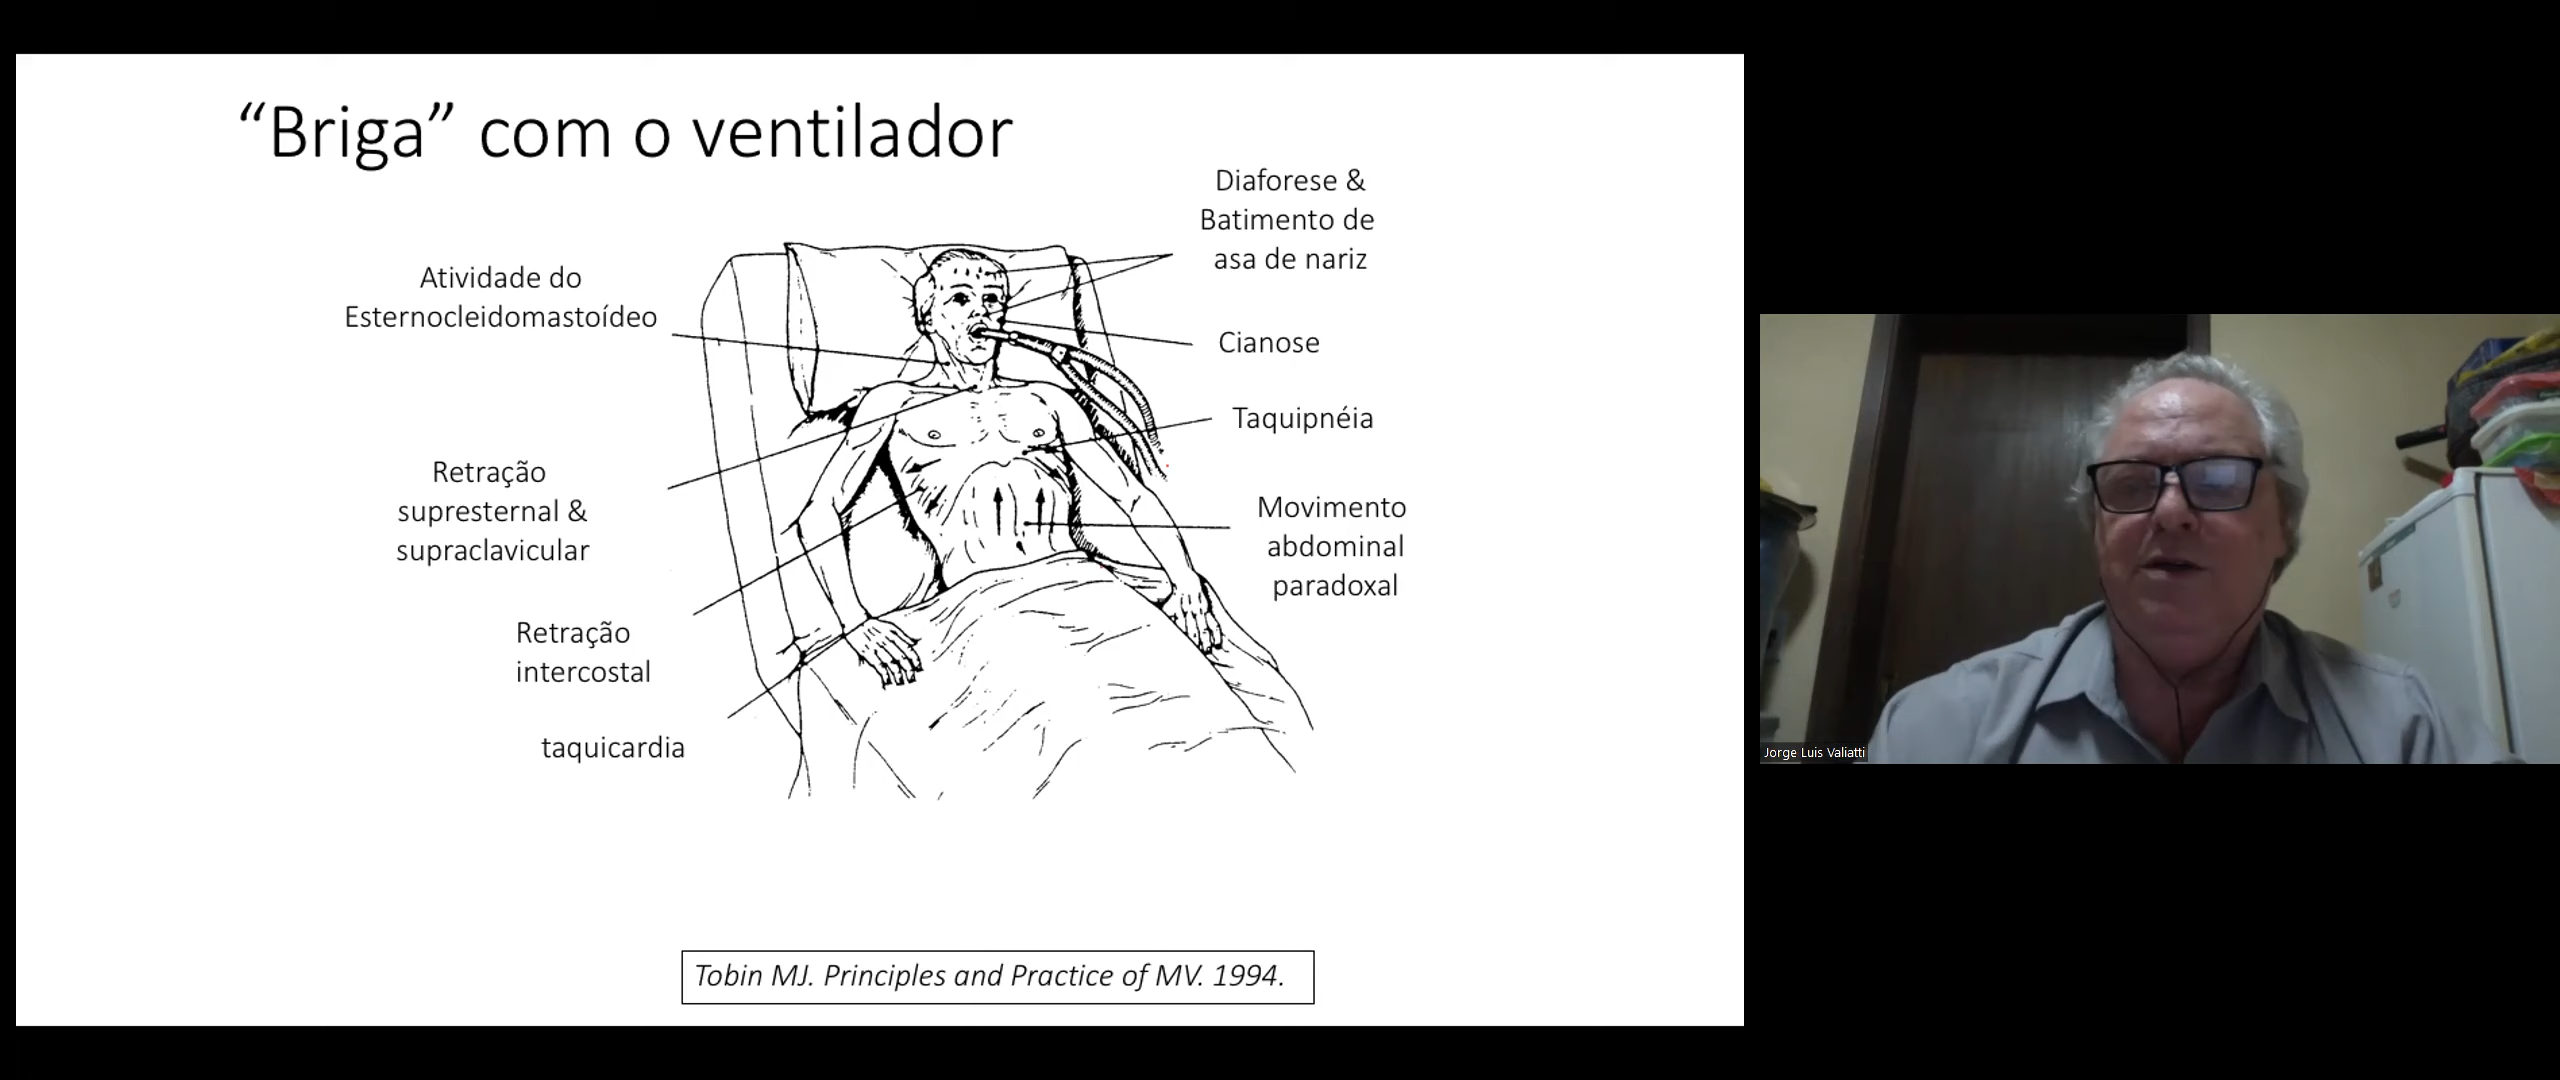 “Briga” com o ventilador
Diaforese &
Batimento de
asa de nariz
Atividade do
Esternocleidomastoídeo
Cianose
Taquipnéia
Retração
supresternal &
supraclavicular
Movimento
abdominal
paradoxal
Retração
intercostal
taquicardia
Tobin MJ. Principles and Practice of MV. 1994.
Jorge Luis Valiatti